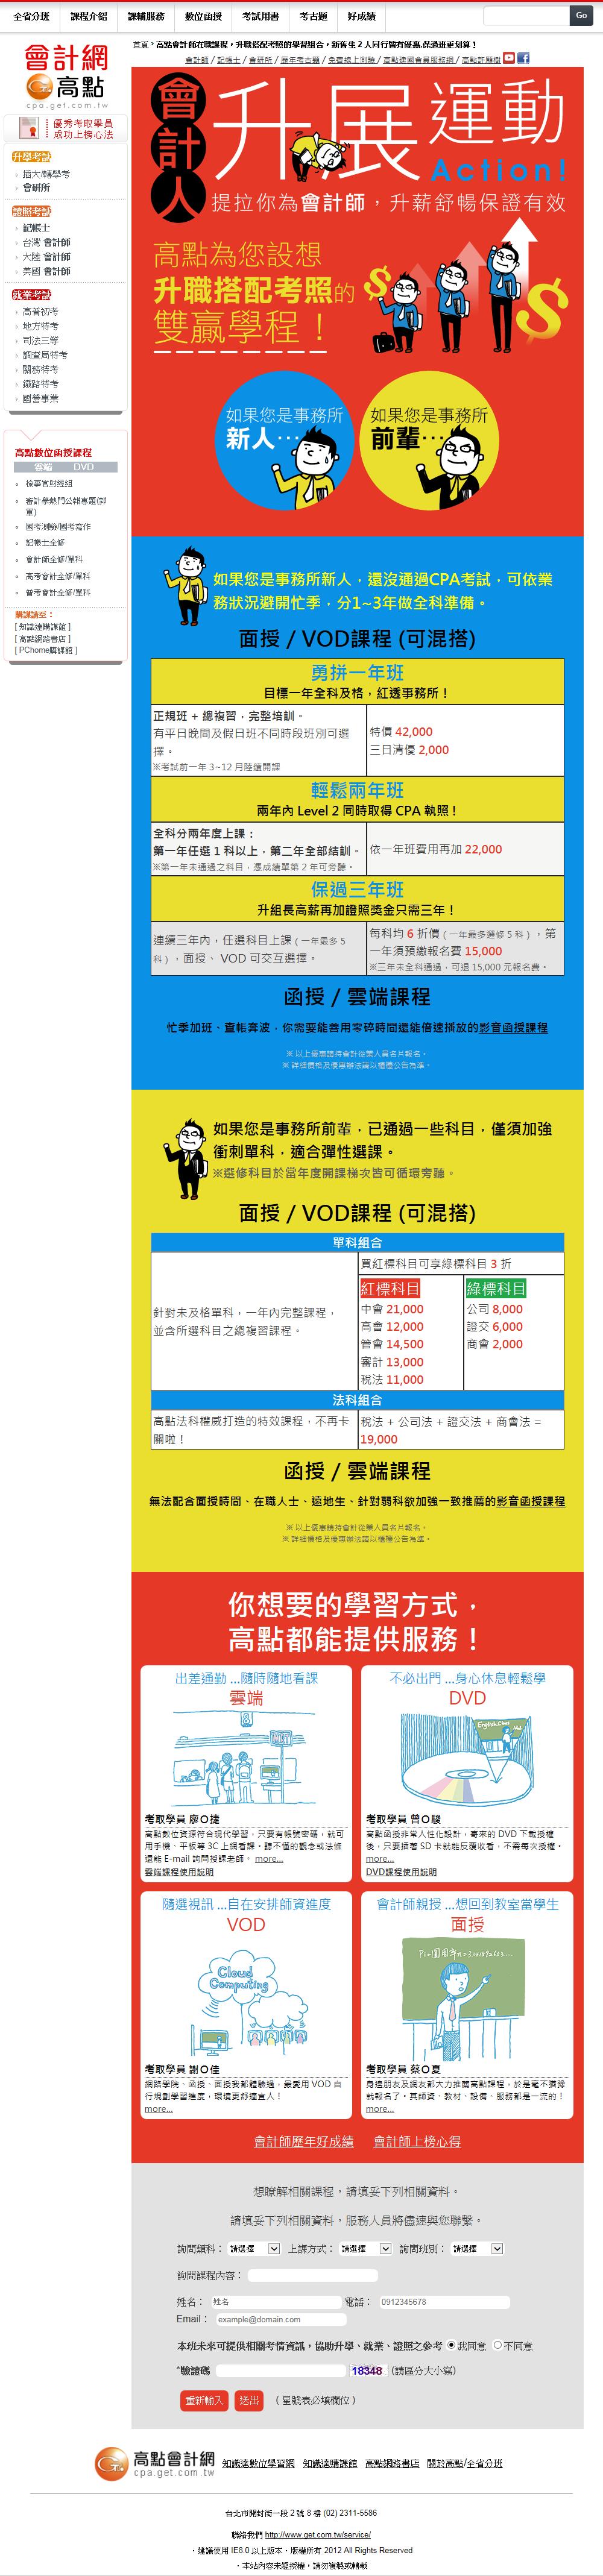 全省分班 課程介紹 課輔服務 數位函授 考試用書 考古題 好成績 Go
首頁 › 高點會計師在職課程，升職搭配考照的學習組合，新舊生 2 人同行皆有優惠,保過班更划算！
會計師 / 記帳士 / 會研所 / 歷年考古題 / 免費線上測驗 / 高點建國會員服務網 / 高點許願樹
會計網
高點
cpa.get.com.tw
優秀考取學員
成功上榜心法
升學考試
插大/轉學考
會研所
證照考試
記帳士
台灣 會計師
大陸 會計師
美國 會計師
就業考試
高普初考
地方特考
司法三等
調查局特考
關務特考
鐵路特考
國營事業
高點數位函授課程
雲端 DVD
檢事官財經組
審計學熱門公報專題(郭軍)
國考測驗/國考寫作
記帳士全修
會計師全修/單科
高考會計全修/單科
普考會計全修/單科
購課請至：
[ 知識達購課館 ]
[ 高點網路書店 ]
[ PChome購課館 ]
會計人
升展運動
Action!
提拉你為會計師，升薪舒暢保證有效
高點為您設想
升職搭配考照的
雙贏學程！
如果您是事務所
新人…
如果您是事務所
前輩…
如果您是事務所新人，還沒通過CPA考試，可依業
務狀況避開忙季，分1~3年做全科準備。
面授 / VOD課程 (可混搭)
勇拼一年班
目標一年全科及格，紅透事務所！
正規班 + 總複習，完整培訓。
有平日晚間及假日班不同時段班別可選
擇。
※考試前一年 3~12 月陸續開課
特價 42,000
三日清優 2,000
輕鬆兩年班
兩年內 Level 2 同時取得 CPA 執照！
全科分兩年度上課：
第一年任選 1 科以上，第二年全部結訓。
※第一年未通過之科目，憑成績單第 2 年可旁聽。
依一年班費用再加 22,000
保過三年班
升組長高薪再加證照獎金只需三年！
連續三年內，任選科目上課（一年最多 5
科），面授、 VOD 可交互選擇。
每科均 6 折價（一年最多選修 5 科），第
一年須預繳報名費 15,000
※三年未全科通過，可退 15,000 元報名費。
函授 / 雲端課程
忙季加班、查帳奔波，你需要能善用零碎時間還能倍速播放的影音函授課程
※ 以上優惠請持會計從業人員名片報名。
※ 詳細價格及優惠辦法請以櫃檯公告為準。
如果您是事務所前輩，已通過一些科目，僅須加強
衝刺單科，適合彈性選課。
※選修科目於當年度開課梯次皆可循環旁聽。
面授 / VOD課程 (可混搭)
單科組合
針對未及格單科，一年內完整課程，
並含所選科目之總複習課程。
買紅標科目可享綠標科目 3 折
紅標科目
中會 21,000
高會 12,000
管會 14,500
審計 13,000
稅法 11,000
綠標科目
公司 8,000
證交 6,000
商會 2,000
法科組合
高點法科權威打造的特效課程，不再卡
關啦！
稅法 + 公司法 + 證交法 + 商會法 =
19,000
函授 / 雲端課程
無法配合面授時間、在職人士、遠地生、針對弱科欲加強一致推薦的影音函授課程
※ 以上優惠請持會計從業人員名片報名。
※ 詳細價格及優惠辦法請以櫃檯公告為準。
你想要的學習方式，
高點都能提供服務！
出差通勤 ...隨時隨地看課
雲端
考取學員 廖O捷
高點數位資源符合現代學習，只要有帳號密碼，就可
用手機、平板等 3C 上網看課。聽不懂的觀念或法條
還能 E-mail 詢問授課老師。 more...
雲端課程使用說明
不必出門 ...身心休息輕鬆學
DVD
English Class
考取學員 曾O駿
高點函授非常人性化設計，寄來的 DVD 下載授權
後，只要插著 SD 卡就能反覆收看，不需每次授權。
more...
DVD課程使用說明
隨選視訊 ...自在安排師資進度
VOD
Cloud
Computing
考取學員 謝O佳
網路學院、函授、面授我都體驗過，最愛用 VOD 自
行規劃學習進度，環境更舒適宜人！
more...
會計師親授 ...想回到教室當學生
面授
考取學員 蔡O夏
身邊朋友及網友都大力推薦高點課程，於是毫不猶豫
就報名了。其師資、教材、設備、服務都是一流的！
more...
會計師歷年好成績 會計師上榜心得
想瞭解相關課程，請填妥下列相關資料。
請填妥下列相關資料，服務人員將儘速與您聯繫。
詢問類科： 請選擇 上課方式： 請選擇 詢問班別： 請選擇
詢問課程內容：
姓名： 姓名 電話： 0912345678
Email： example@domain.com
本班未來可提供相關考情資訊，協助升學、就業、證照之參考 我同意 不同意
*驗證碼 18348 (請區分大小寫)
重新輸入 送出 （ 星號表必填欄位 ）
高點會計網
cpa.get.com.tw
知識達數位學習網 知識達購課館 高點網路書店 關於高點/全省分班
台北市開封街一段 2 號 8 樓 (02) 2311-5586
聯絡我們 http://www.get.com.tw/service/
・建議使用 IE8.0 以上版本・版權所有 2012 All Rights Reserved
・本站內容未經授權，請勿複製或轉載